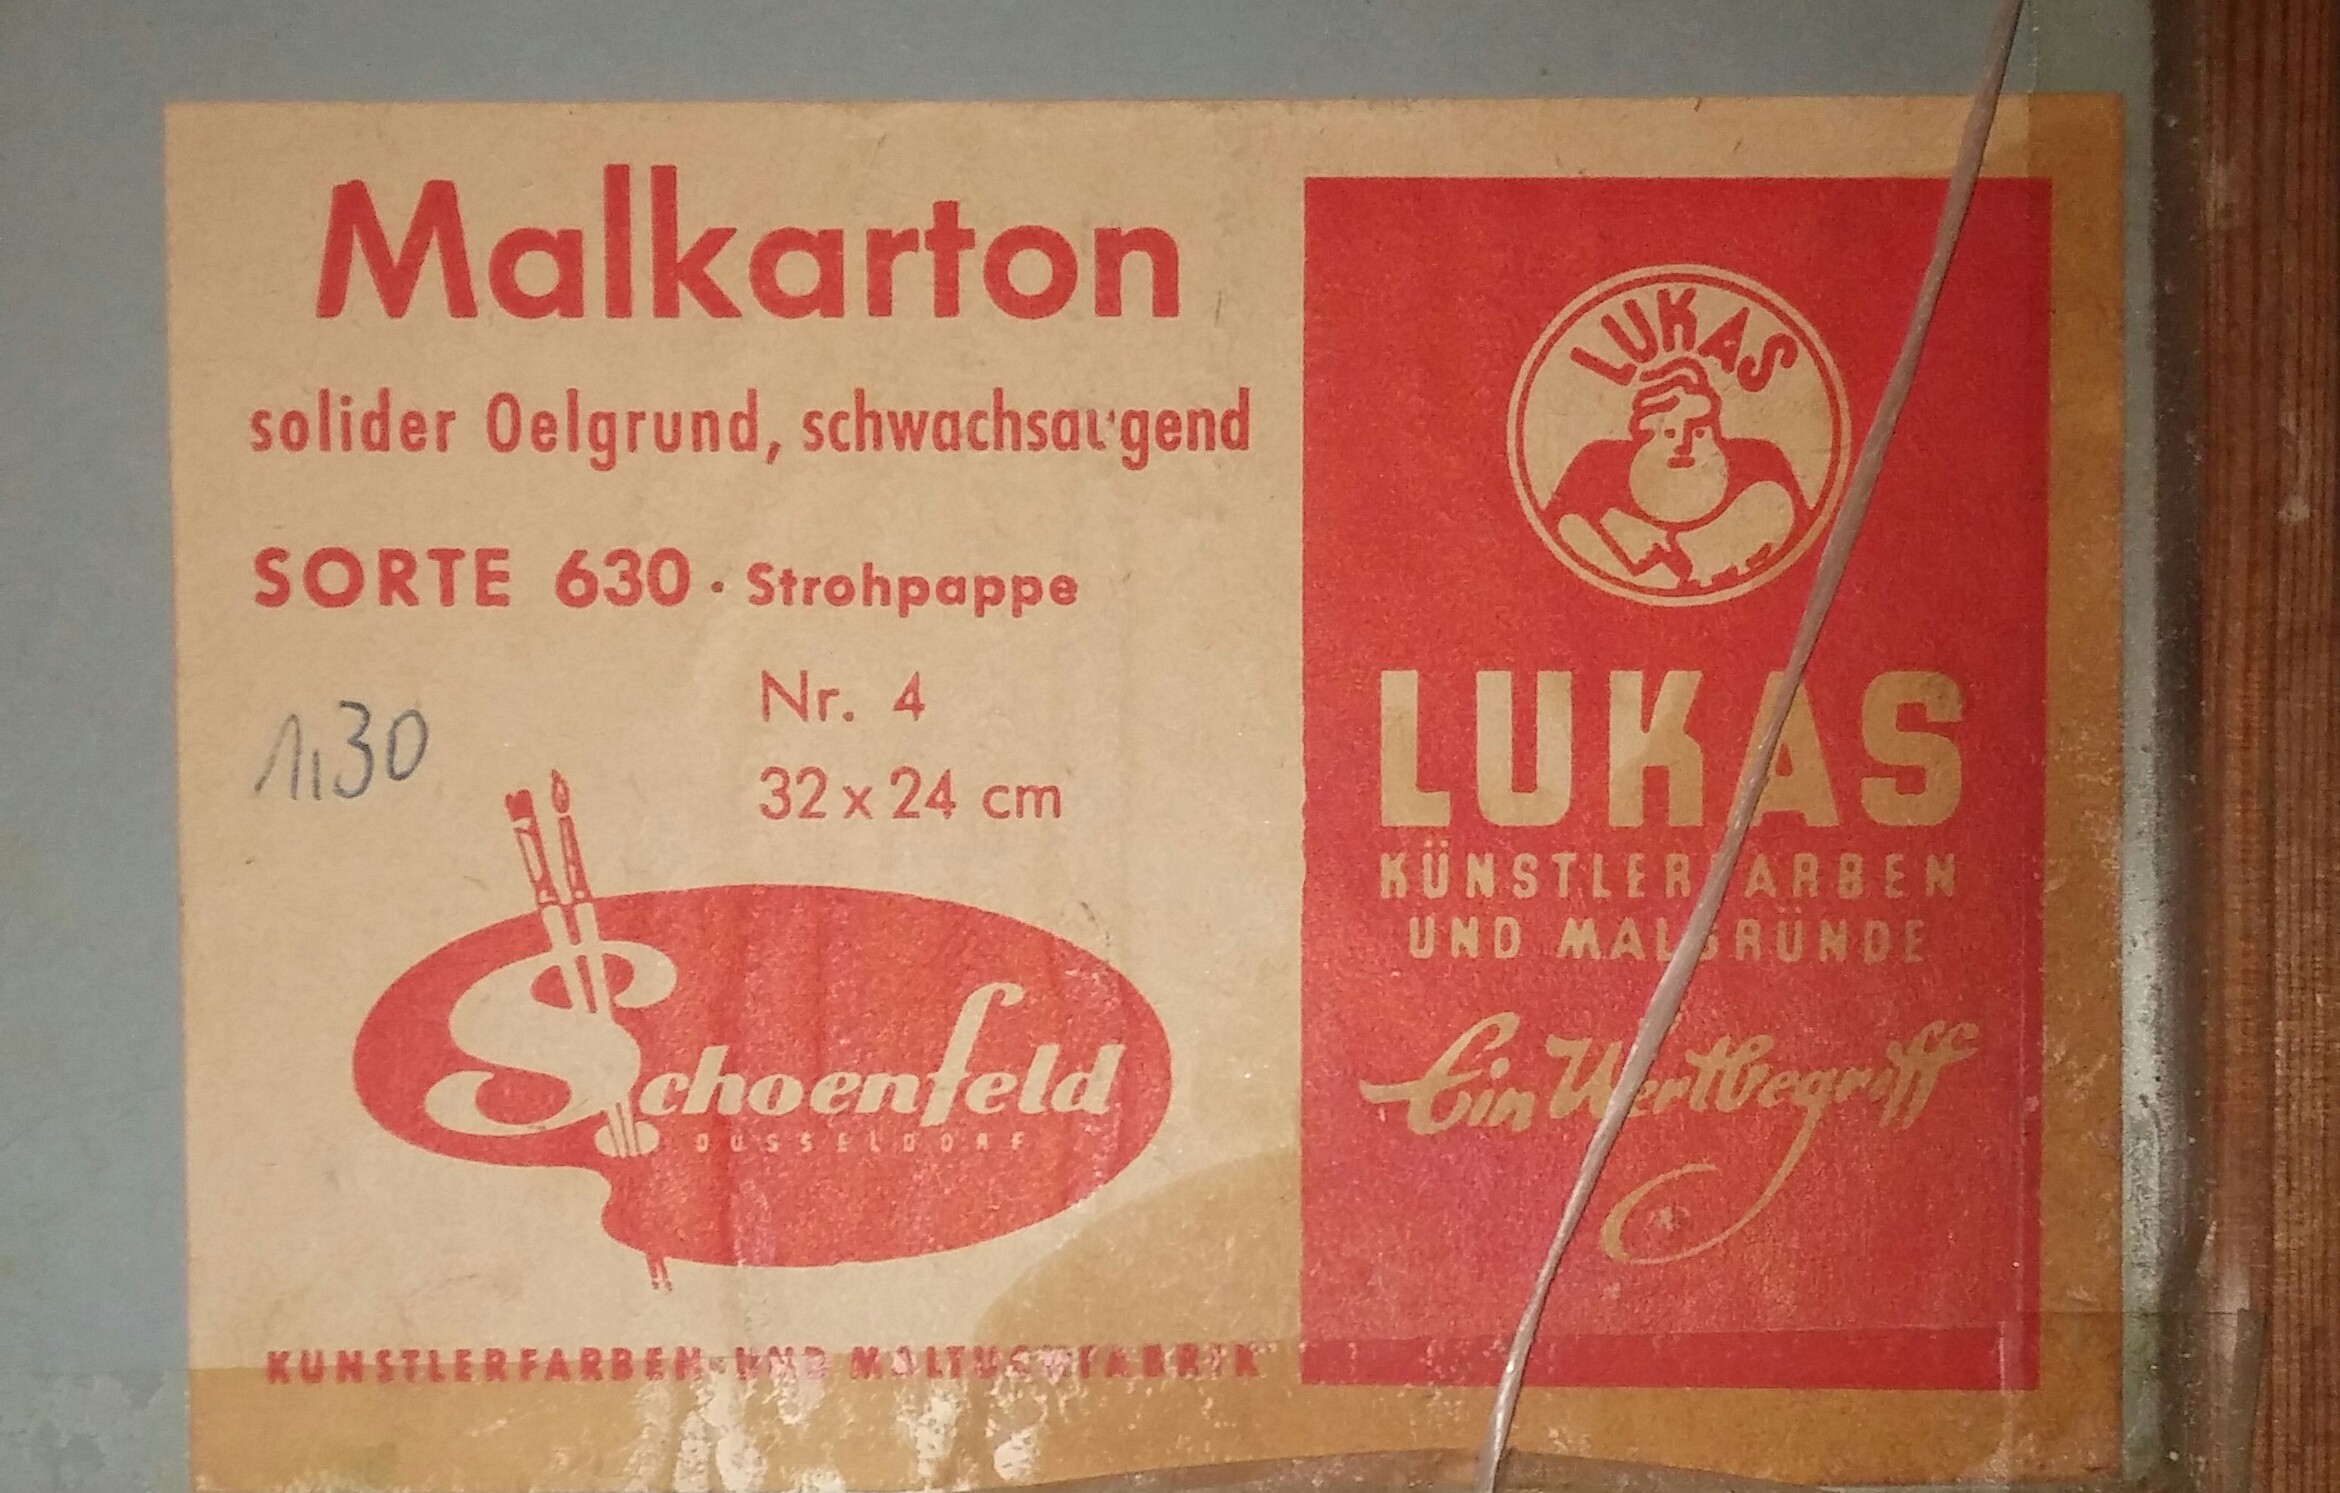 Malkarton
solider Oelgrund, schwachsaugend
SORTE 630 · Strohpappe
Nr. 4
32 x 24 cm
1,30
Schoenfeld
DÜSSELDORF
KÜNSTLERFARBEN- UND MALTUCHFABRIK
LUKAS
LUKAS
KÜNSTLERFARBEN
UND MALGRÜNDE
Ein Wertbegriff